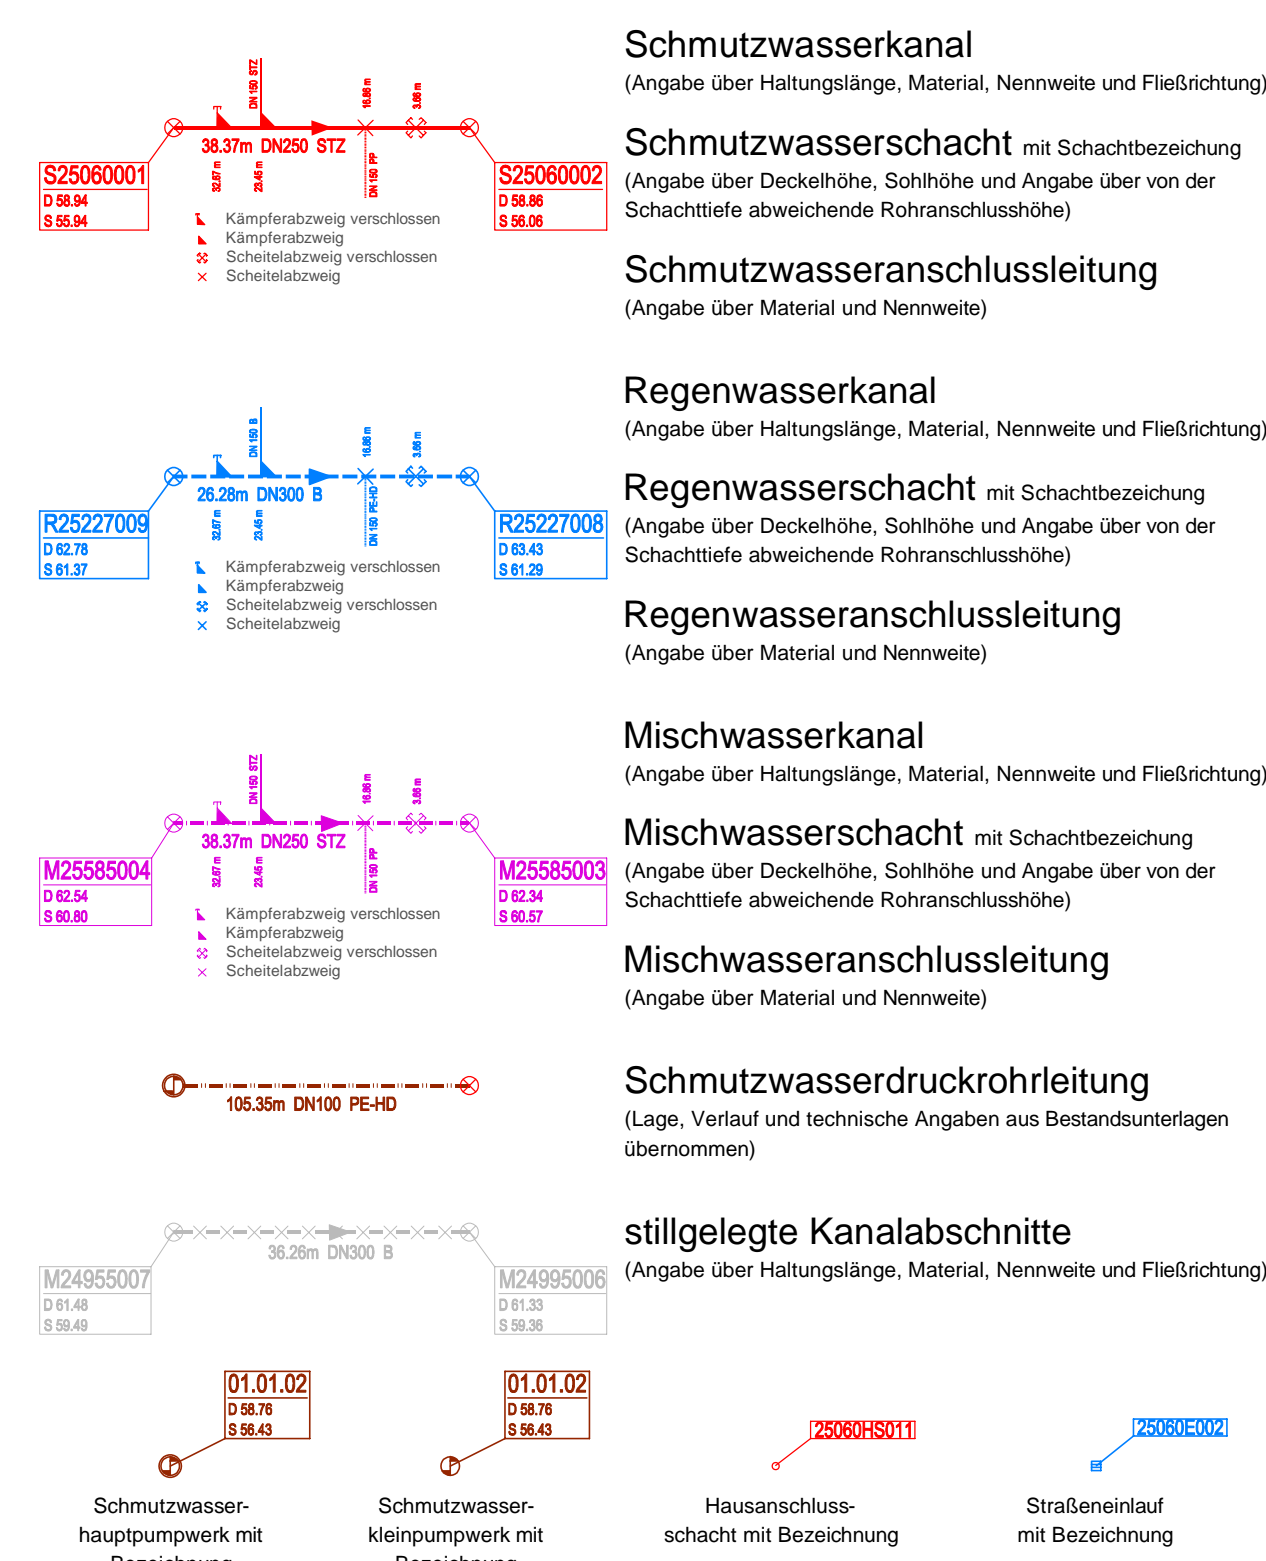 Schmutzwasserkanal
(Angabe über Haltungslänge, Material, Nennweite und Fließrichtung)
DN 150 STZ
16.86 m
3.66 m
38.37m DN250 STZ
32.67 m
23.45 m
DN 150 PP
S25060001
D 58.94
S 55.94
S25060002
D 58.86
S 56.06
Kämpferabzweig verschlossen
Kämpferabzweig
Scheitelabzweig verschlossen
Scheitelabzweig
Schmutzwasserschacht mit Schachtbezeichung
(Angabe über Deckelhöhe, Sohlhöhe und Angabe über von der
Schachttiefe abweichende Rohranschlusshöhe)
Schmutzwasseranschlussleitung
(Angabe über Material und Nennweite)
Regenwasserkanal
(Angabe über Haltungslänge, Material, Nennweite und Fließrichtung)
DN 150 B
16.86 m
3.66 m
26.28m DN300 B
32.67 m
23.45 m
DN 150 PE-HD
R25227009
D 62.78
S 61.37
R25227008
D 63.43
S 61.29
Kämpferabzweig verschlossen
Kämpferabzweig
Scheitelabzweig verschlossen
Scheitelabzweig
Regenwasserschacht mit Schachtbezeichung
(Angabe über Deckelhöhe, Sohlhöhe und Angabe über von der
Schachttiefe abweichende Rohranschlusshöhe)
Regenwasseranschlussleitung
(Angabe über Material und Nennweite)
Mischwasserkanal
(Angabe über Haltungslänge, Material, Nennweite und Fließrichtung)
DN 150 STZ
16.86 m
3.66 m
38.37m DN250 STZ
32.67 m
23.45 m
DN 150 PP
M25585004
D 62.54
S 60.80
M25585003
D 62.34
S 60.57
Kämpferabzweig verschlossen
Kämpferabzweig
Scheitelabzweig verschlossen
Scheitelabzweig
Mischwasserschacht mit Schachtbezeichung
(Angabe über Deckelhöhe, Sohlhöhe und Angabe über von der
Schachttiefe abweichende Rohranschlusshöhe)
Mischwasseranschlussleitung
(Angabe über Material und Nennweite)
105.35m DN100 PE-HD
Schmutzwasserdruckrohrleitung
(Lage, Verlauf und technische Angaben aus Bestandsunterlagen
übernommen)
36.26m DN300 B
M24955007
D 61.48
S 59.49
M24995006
D 61.33
S 59.36
stillgelegte Kanalabschnitte
(Angabe über Haltungslänge, Material, Nennweite und Fließrichtung)
01.01.02
D 58.76
S 56.43
Schmutzwasser-
hauptpumpwerk mit
Bezeichnung
01.01.02
D 58.76
S 56.43
Schmutzwasser-
kleinpumpwerk mit
Bezeichnung
25060HS011
Hausanschluss-
schacht mit Bezeichnung
25060E002
Straßeneinlauf
mit Bezeichnung